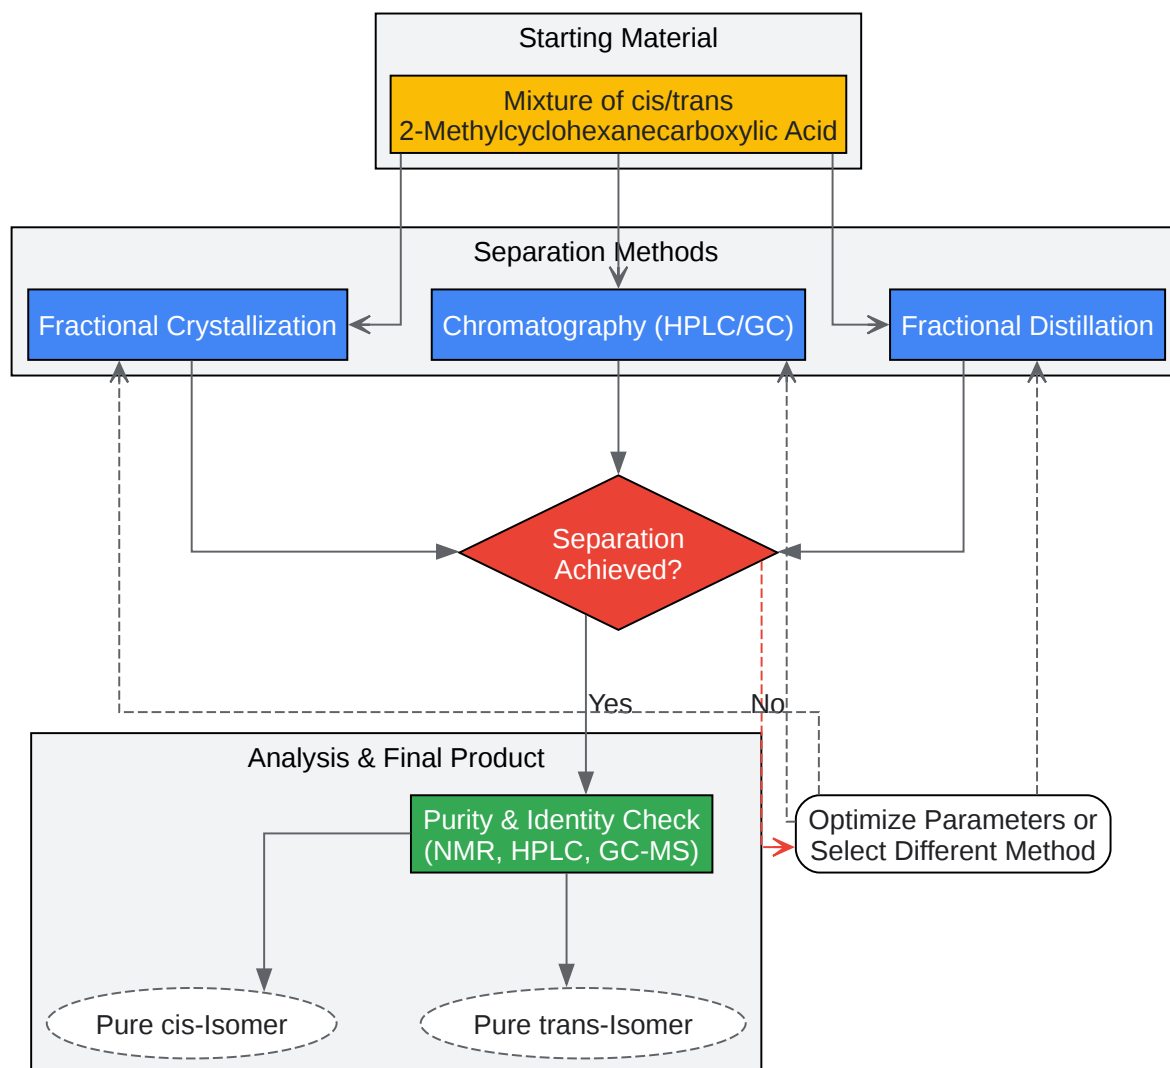 Starting Material
Mixture of cis/trans
2-Methylcyclohexanecarboxylic Acid
Separation Methods
Fractional Crystallization
Chromatography (HPLC/GC)
Fractional Distillation
Separation
Achieved?
Yes
No
Analysis & Final Product
Purity & Identity Check
(NMR, HPLC, GC-MS)
Optimize Parameters or
Select Different Method
Pure cis-Isomer
Pure trans-Isomer